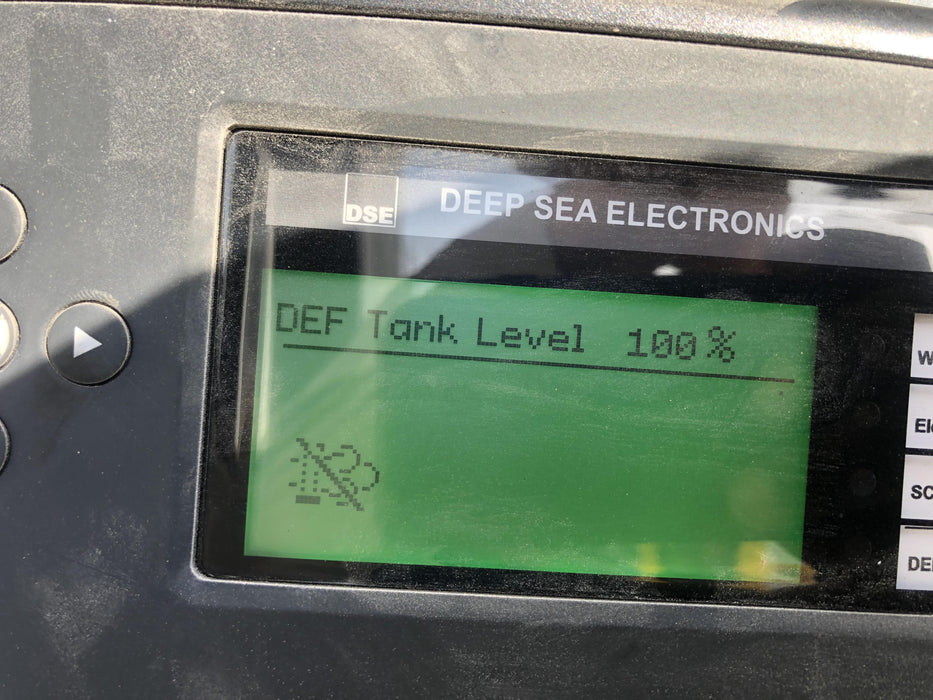 DSE
DEEP SEA ELECTRONICS
DEF Tank Level 100%